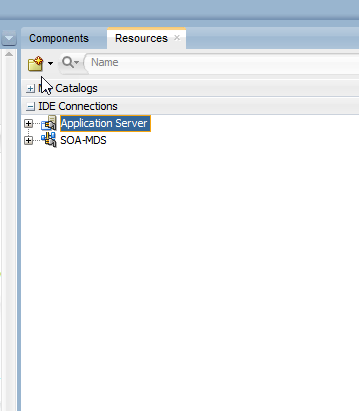 Components Resources
Name
Catalogs
IDE Connections
Application Server
SOA-MDS